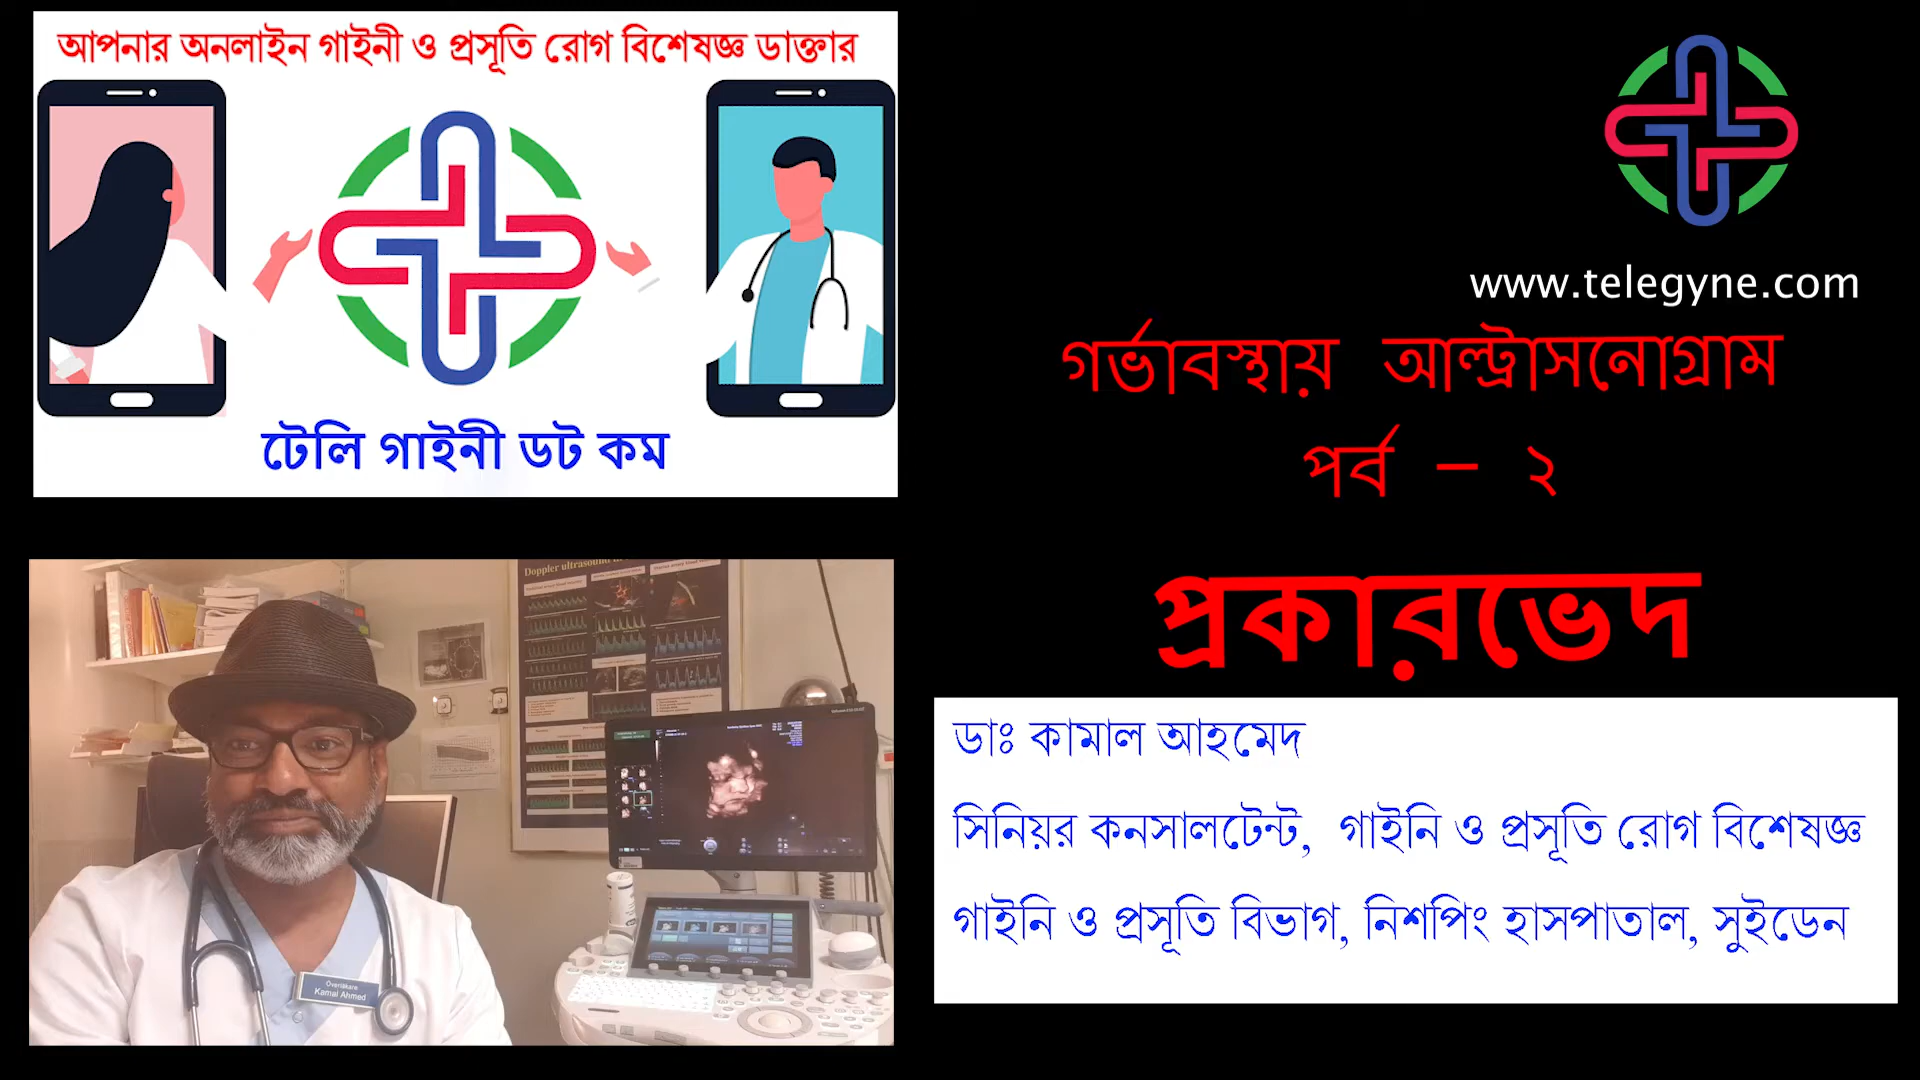 আপনার অনলাইন গাইনী ও প্রসূতি রোগ বিশেষজ্ঞ ডাক্তার
টেলি গাইনী ডট কম
www.telegyne.com
গর্ভাবস্থায় আল্ট্রাসনোগ্রাম
পর্ব - ২
প্রকারভেদ
ডাঃ কামাল আহমেদ
সিনিয়র কনসালটেন্ট, গাইনি ও প্রসূতি রোগ বিশেষজ্ঞ
গাইনি ও প্রসূতি বিভাগ, নিশপিং হাসপাতাল, সুইডেন
Doppler ultrasound
Överläkare
Kamal Ahmed